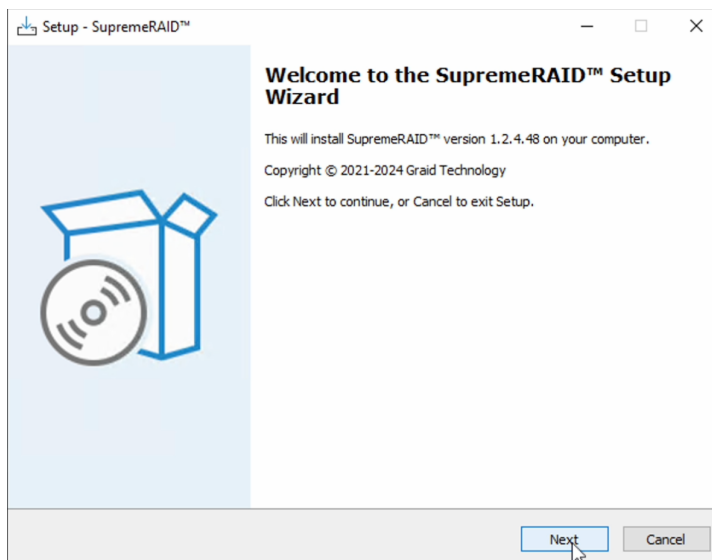 Setup - SupremeRAID™
Welcome to the SupremeRAID™ Setup
Wizard
This will install SupremeRAID™ version 1.2.4.48 on your computer.
Copyright © 2021-2024 Graid Technology
Click Next to continue, or Cancel to exit Setup.
Next
Cancel